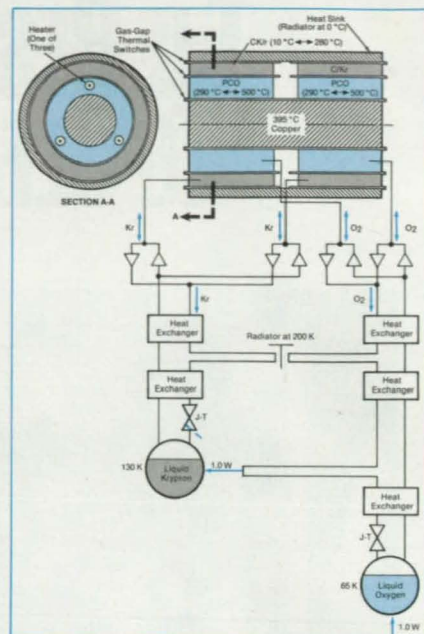 Heater
(One of
Three)
Gas-Gap
Thermal
Switches
Heat Sink
(Radiator at 0 °C)
C/Kr (10 °C ↔ 280 °C)
C/Kr
PCO
(290 °C ↔ 500 °C)
PCO
(290 °C ↔ 500 °C)
395 °C
Copper
SECTION A-A
A
Kr
Kr
O2
O2
Kr
O2
Heat
Exchanger
Radiator at 200 K
Heat
Exchanger
Heat
Exchanger
Heat
Exchanger
J-T
130 K
Liquid
Krypton
1.0 W
Heat
Exchanger
J-T
65 K
Liquid
Oxygen
1.0 W